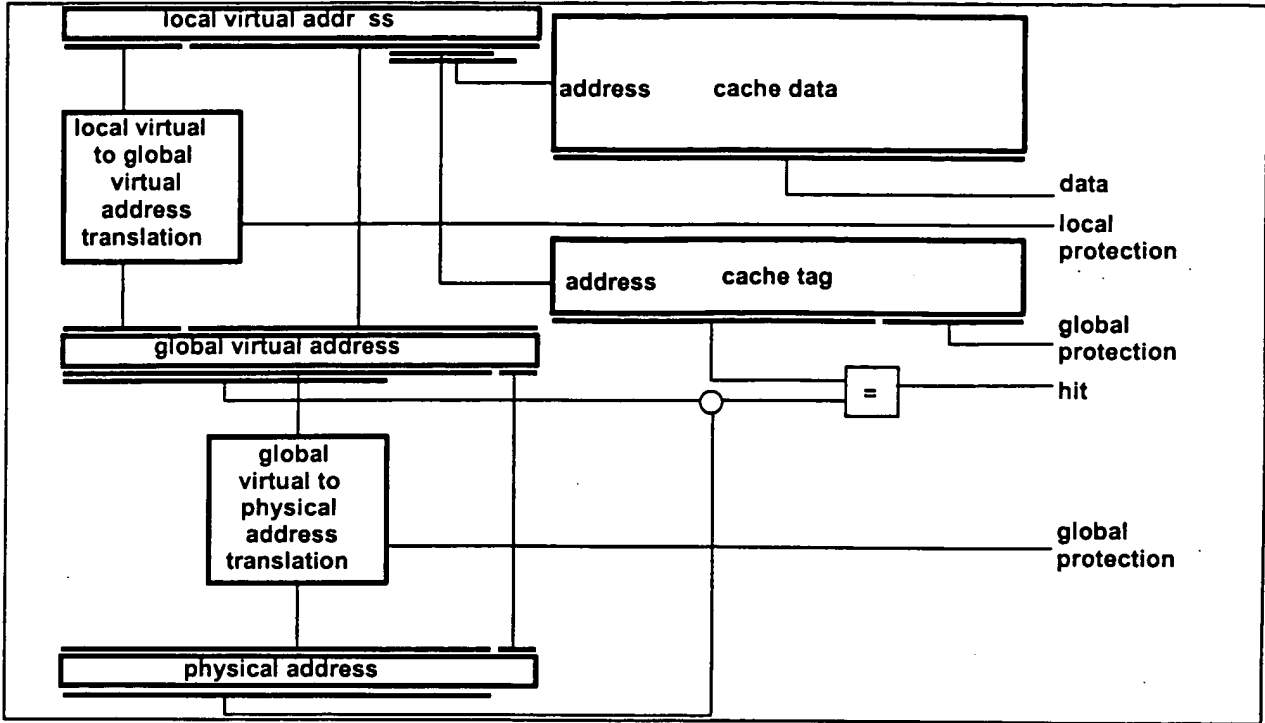 local virtual addr ss
address cache data
local virtual
to global
virtual
address
translation
data
local
protection
address cache tag
global virtual address
global
protection
=
hit
global
virtual to
physical
address
translation
global
protection
physical address